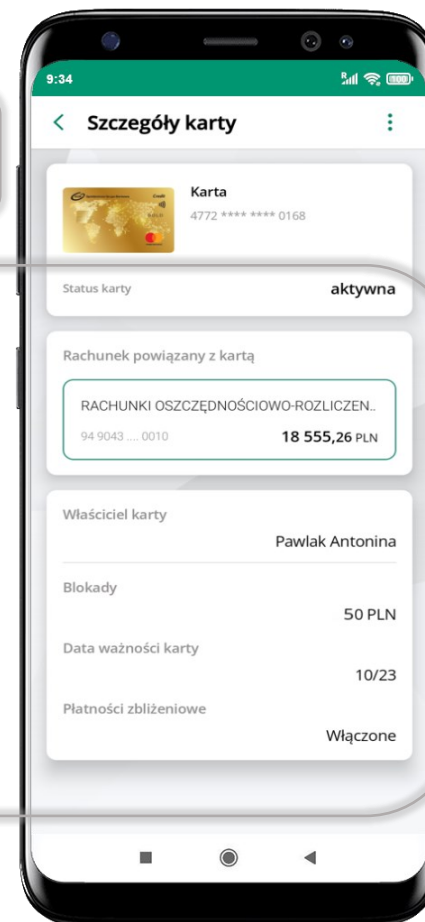 9:34
Szczegóły karty
Credit
GOLD
Karta
4772 **** **** 0168
Status karty
aktywna
Rachunek powiązany z kartą
RACHUNKI OSZCZĘDNOŚCIOWO-ROZLICZEN..
94 9043 .... 0010
18 555,26 PLN
Właściciel karty
Pawlak Antonina
Blokady
50 PLN
Data ważności karty
10/23
Płatności zbliżeniowe
Włączone